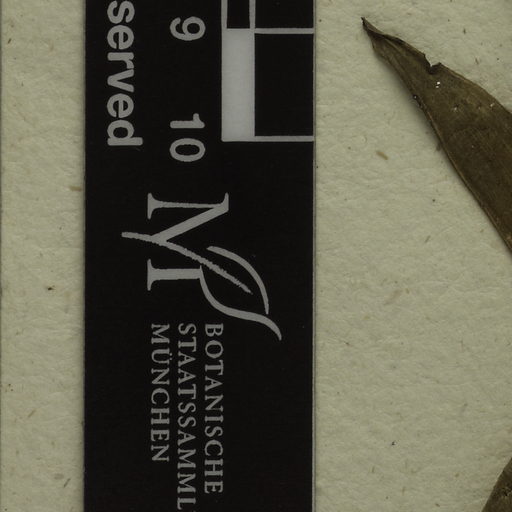 served
9 10
M
BOTANISCHE
STAATSSAMML
MÜNCHEN